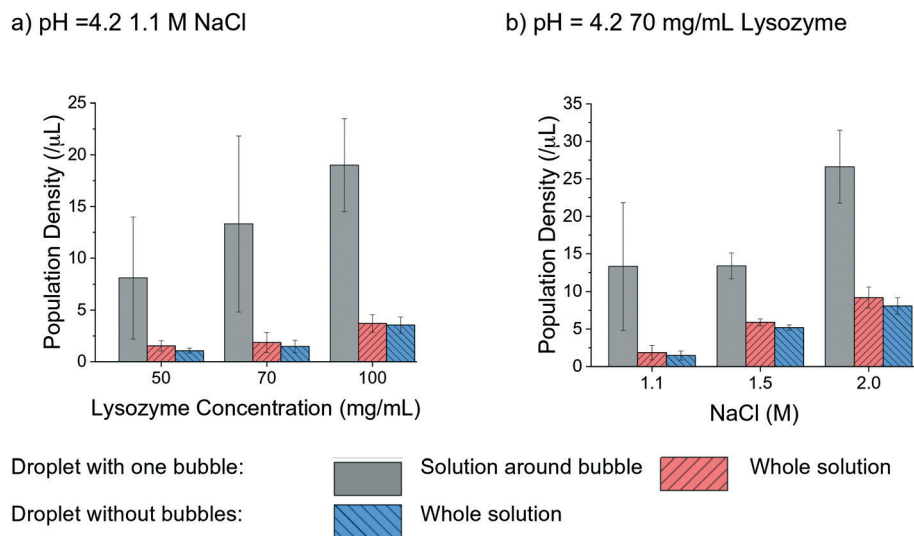 a) pH =4.2 1.1 M NaCl
b) pH = 4.2 70 mg/mL Lysozyme
Population Density (/μL)
25
20
15
10
5
0
50 70 100
Lysozyme Concentration (mg/mL)
Population Density (/μL)
35
30
25
20
15
10
5
0
1.1 1.5 2.0
NaCl (M)
Droplet with one bubble: Solution around bubble Whole solution
Droplet without bubbles: Whole solution